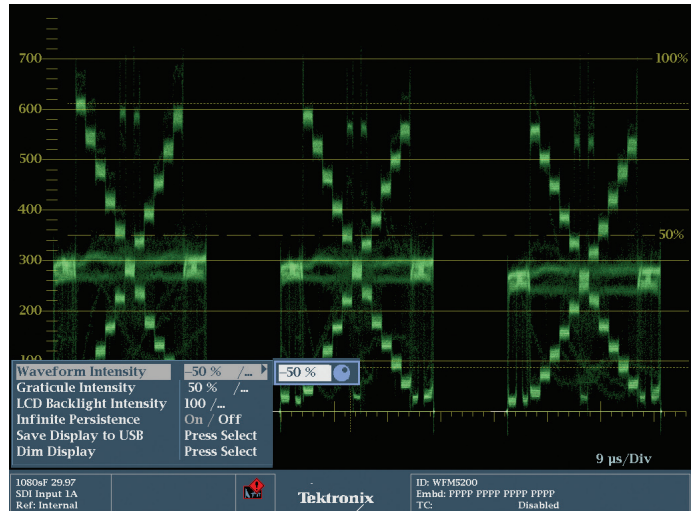 700
100%
600
500
400
50%
300
200
100
Waveform Intensity –50 % /...
–50 %
Graticule Intensity 50 % /...
LCD Backlight Intensity 100 /...
Infinite Persistence On / Off
Save Display to USB Press Select
Dim Display Press Select
9 µs/Div
1080sF 29.97
SDI Input 1A
Ref: Internal
Tektronix
ID: WFM5200
Embd: PPPP PPPP PPPP PPPP
TC: Disabled